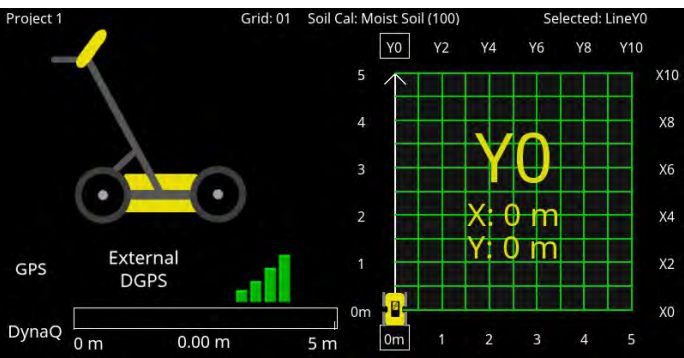 Project 1 Grid: 01 Soil Cal: Moist Soil (100) Selected: LineY0
Y0 Y2 Y4 Y6 Y8 Y10
5 X10
4 X8
Y0
3 X6
2 X: 0 m X4
Y: 0 m
External
GPS DGPS 1 X2
0m X0
DynaQ 0 m 0.00 m 5 m 0m 1 2 3 4 5